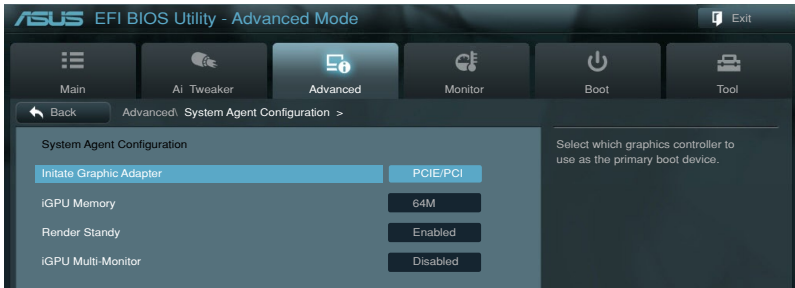 ASUS EFI BIOS Utility - Advanced Mode Exit
Main Ai Tweaker Advanced Monitor Boot Tool
Back Advanced\ System Agent Configuration >
System Agent Configuration
Initate Graphic Adapter PCIE/PCI
iGPU Memory 64M
Render Standy Enabled
iGPU Multi-Monitor Disabled
Select which graphics controller to
use as the primary boot device.